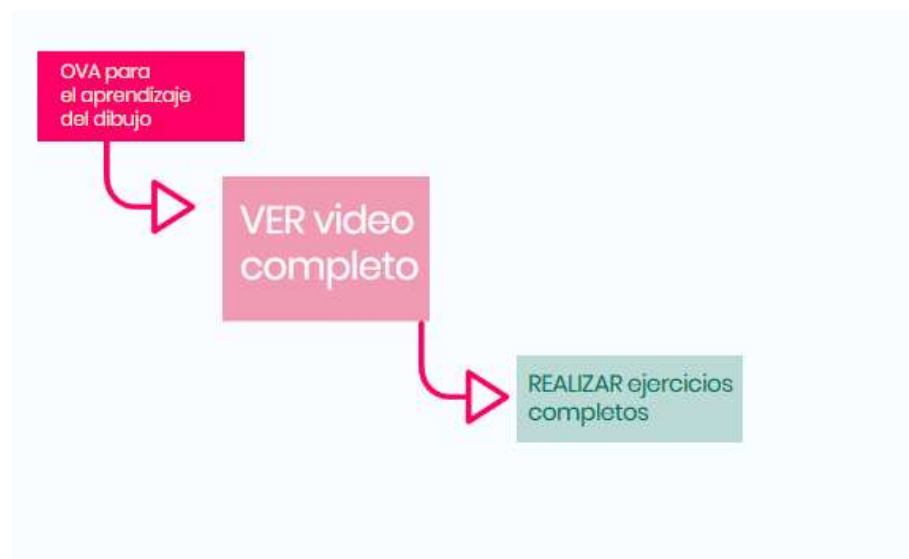 OVA para
el aprendizaje
del dibujo
VER video
completo
REALIZAR ejercicios
completos